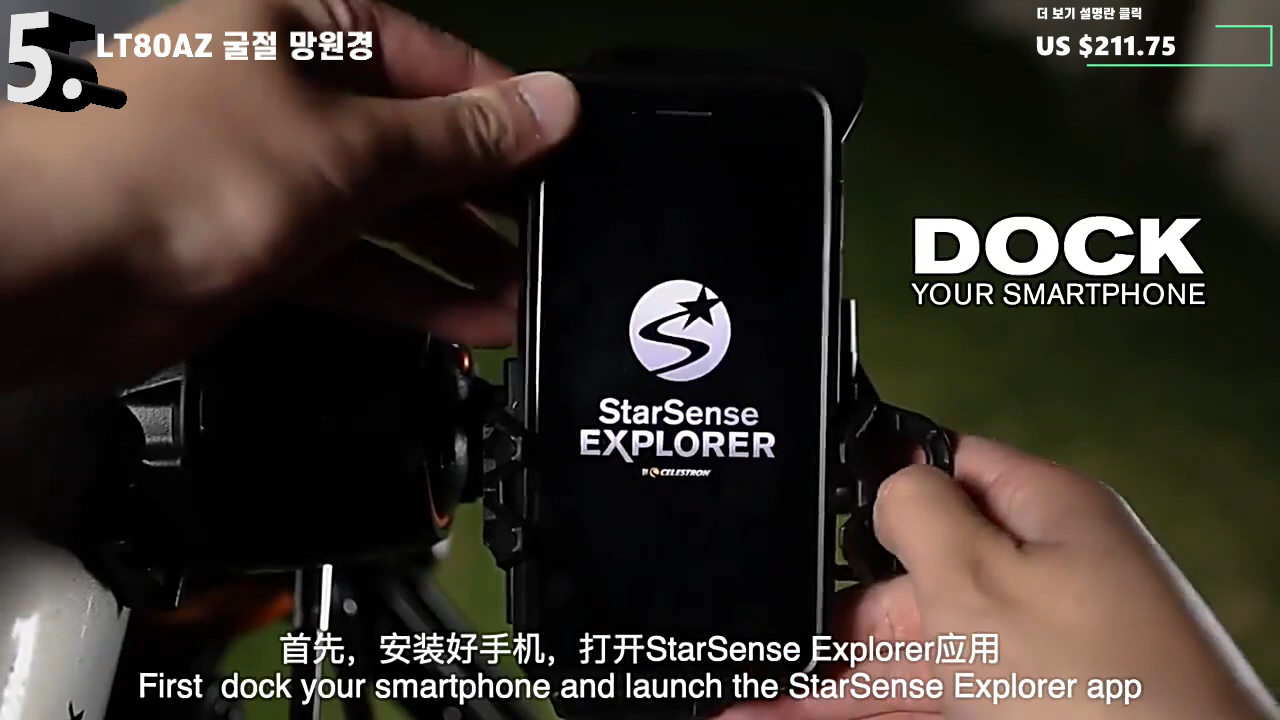 5.
LT80AZ 굴절 망원경
더 보기 설명란 클릭
US $211.75
DOCK
YOUR SMARTPHONE
StarSense
EXPLORER
BY CELESTRON
首先，安装好手机，打开StarSense Explorer应用
First dock your smartphone and launch the StarSense Explorer app